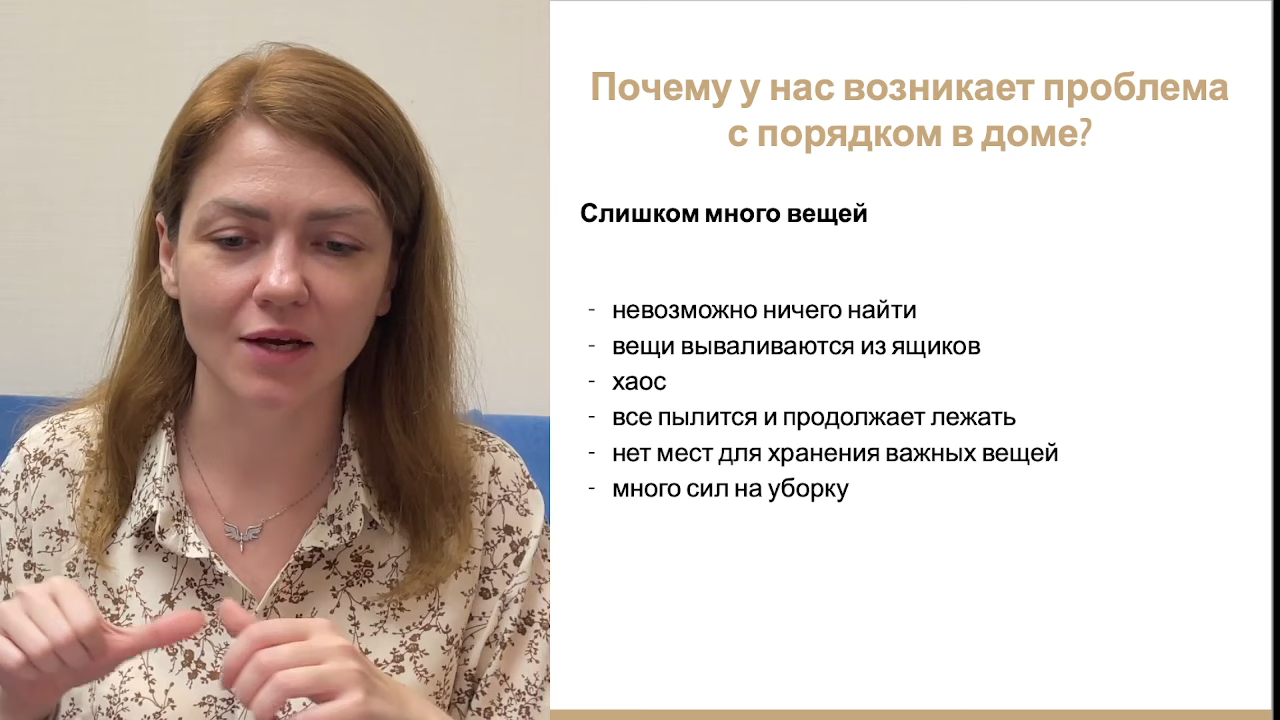 Почему у нас возникает проблема
с порядком в доме?
Слишком много вещей
- невозможно ничего найти
- вещи вываливаются из ящиков
- хаос
- все пылится и продолжает лежать
- нет мест для хранения важных вещей
- много сил на уборку